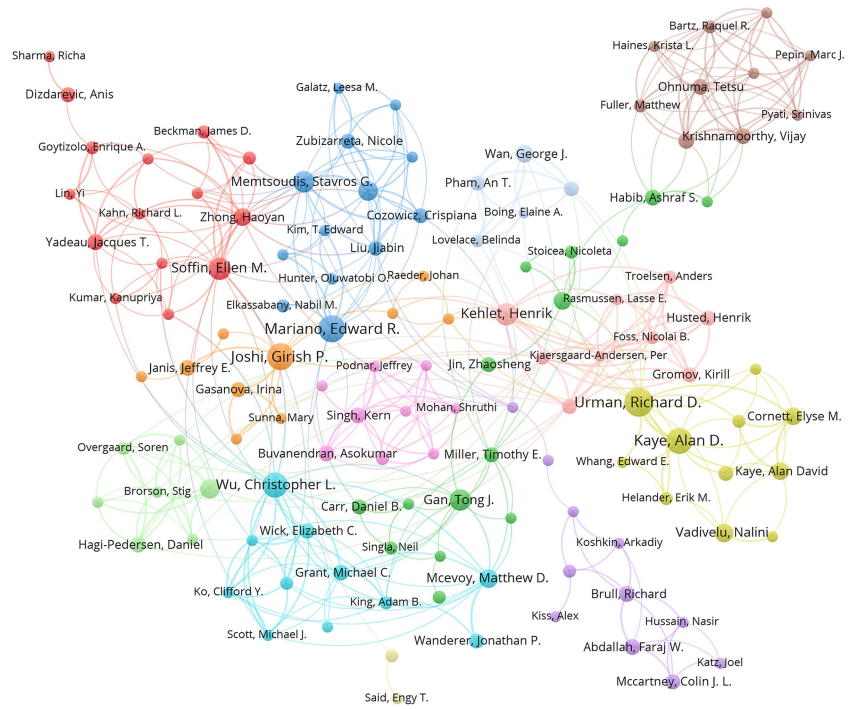 Bartz, Raquel R.
Haines, Krista L.
Pepin, Marc J.
Sharma, Richa
Ohnuma, Tetsu
Galatz, Leesa M.
Dizdarevic, Anis
Fuller, Matthew
Pyati, Srinivas
Beckman, James D.
Krishnamoorthy, Vijay
Zubizarreta, Nicole
Goytizolo, Enrique A.
Wan, George J.
Memtsoudis, Stavros G.
Pham, An T.
Lin, Yi
Habib, Ashraf S.
Kahn, Richard L.
Zhong, Haoyan
Cozowicz, Crispiana
Boing, Elaine A.
Kim, T. Edward
Yadeau, Jacques T.
Lovelace, Belinda
Liu, Jiabin
Stoicea, Nicoleta
Soffin, Ellen M.
Hunter, Oluwatobi O.
Raeder, Johan
Troelsen, Anders
Kumar, Kanupriya
Rasmussen, Lasse E.
Elkassabany, Nabil M.
Kehlet, Henrik
Husted, Henrik
Mariano, Edward R.
Foss, Nicolai B.
Joshi, Girish P.
Kjaersgaard-Andersen, Per
Janis, Jeffrey E.
Podnar, Jeffrey
Jin, Zhaosheng
Gromov, Kirill
Gasanova, Irina
Urman, Richard D.
Singh, Kern
Mohan, Shruthi
Sunna, Mary
Cornett, Elyse M.
Kaye, Alan D.
Overgaard, Soren
Buvanendran, Asokumar
Miller, Timothy E.
Whang, Edward E.
Kaye, Alan David
Wu, Christopher L.
Brorson, Stig
Helander, Erik M.
Gan, Tong J.
Carr, Daniel B.
Wick, Elizabeth C.
Vadivelu, Nalini
Hagi-Pedersen, Daniel
Singla, Neil
Koshkin, Arkadiy
Grant, Michael C.
Mcevoy, Matthew D.
Ko, Clifford Y.
Brull, Richard
King, Adam B.
Kiss, Alex
Hussain, Nasir
Scott, Michael J.
Wanderer, Jonathan P.
Abdallah, Faraj W.
Katz, Joel
Mccartney, Colin J. L.
Said, Engy T.